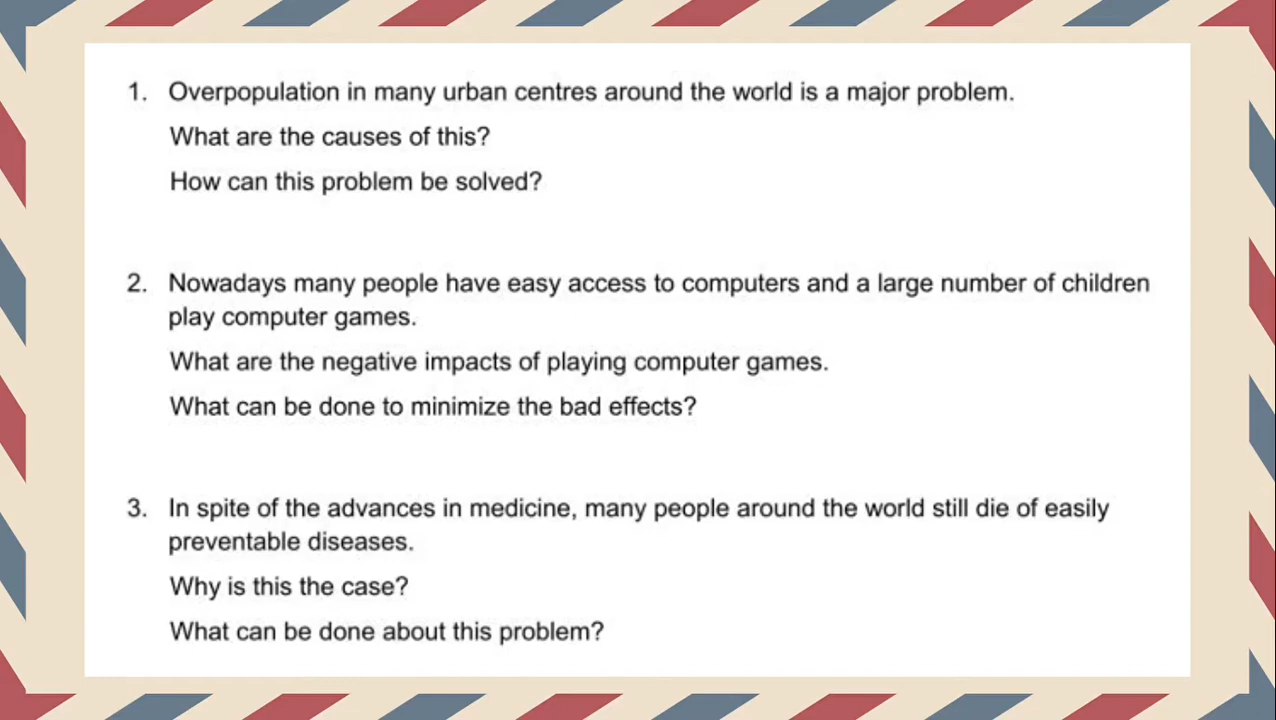 1. Overpopulation in many urban centres around the world is a major problem.
What are the causes of this?
How can this problem be solved?
2. Nowadays many people have easy access to computers and a large number of children
play computer games.
What are the negative impacts of playing computer games.
What can be done to minimize the bad effects?
3. In spite of the advances in medicine, many people around the world still die of easily
preventable diseases.
Why is this the case?
What can be done about this problem?